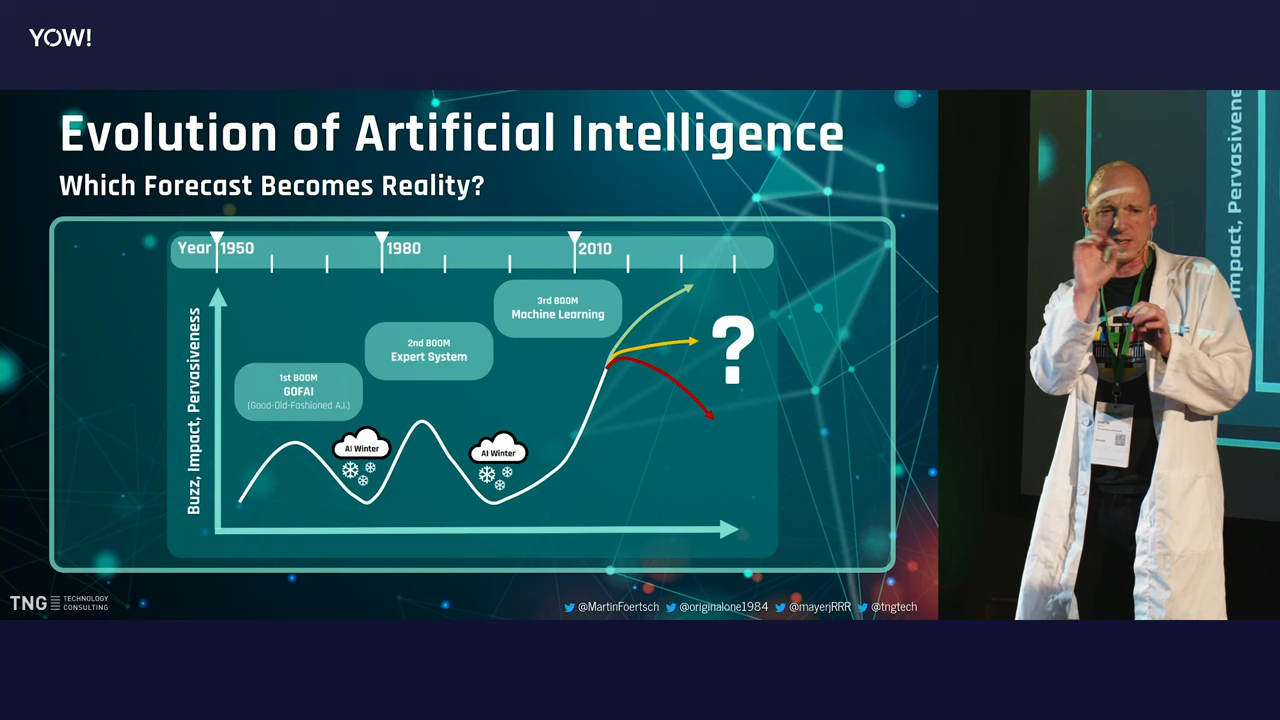 YOW!
Evolution of Artificial Intelligence
Which Forecast Becomes Reality?
Year 1950 1980 2010
3rd BOOM
Machine Learning
2nd BOOM
Expert System
1st BOOM
GOFAI
(Good-Old-Fashioned A.I.)
Buzz, Impact, Pervasiveness
AI Winter
AI Winter
?
TNG TECHNOLOGY
CONSULTING
@MartinFoertsch @originalone1984 @mayerjRRR @tngtech
Impact, Pervasivene